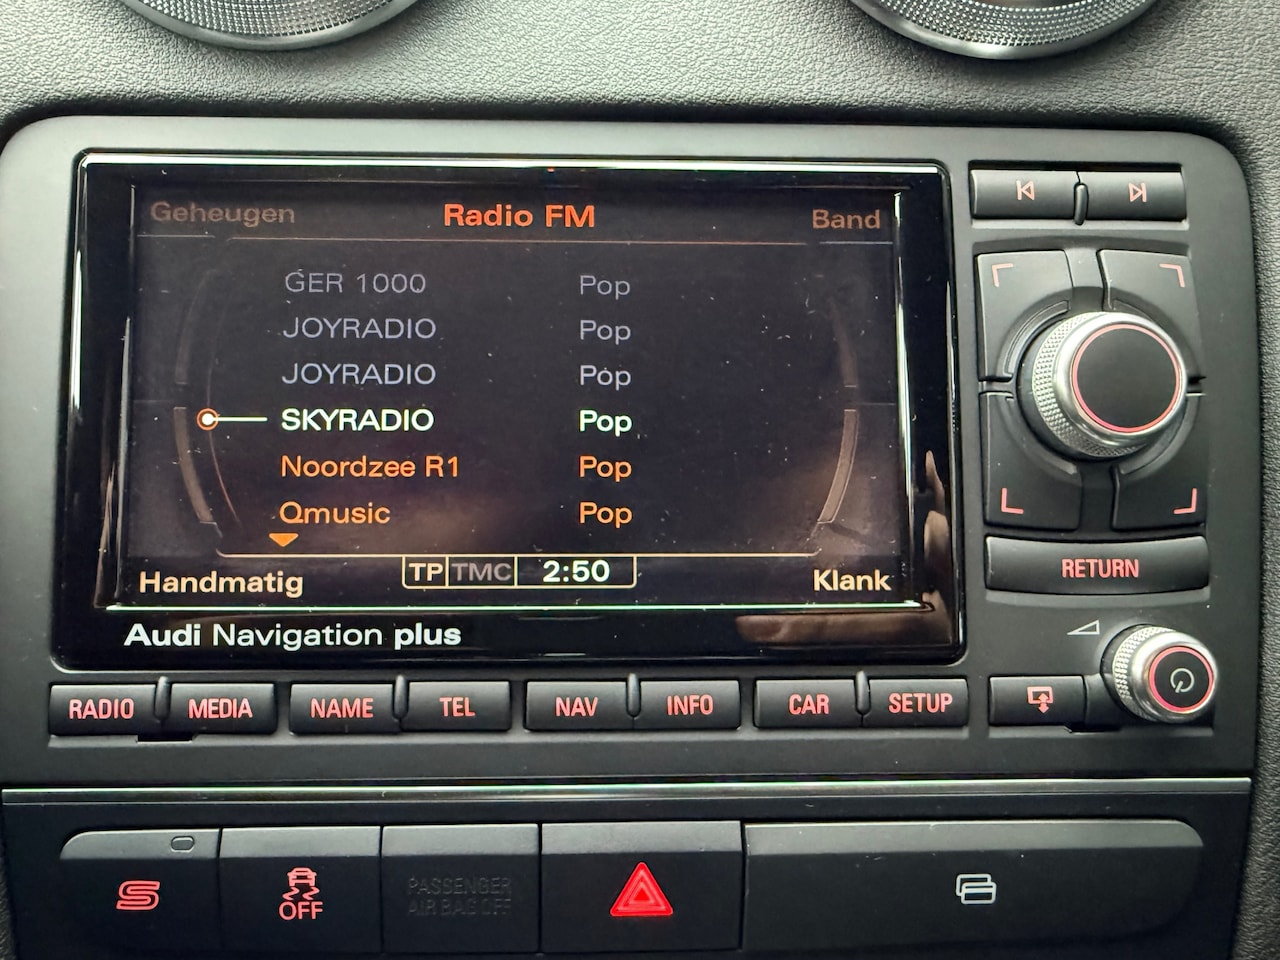 Geheugen Radio FM Band
GER 1000 Pop
JOYRADIO Pop
JOYRADIO Pop
SKYRADIO Pop
Noordzee R1 Pop
Qmusic Pop
Handmatig TP TMC 2:50 Klank
Audi Navigation plus
RETURN
RADIO MEDIA NAME TEL NAV INFO CAR SETUP
OFF
PASSENGER
AIR BAG OFF